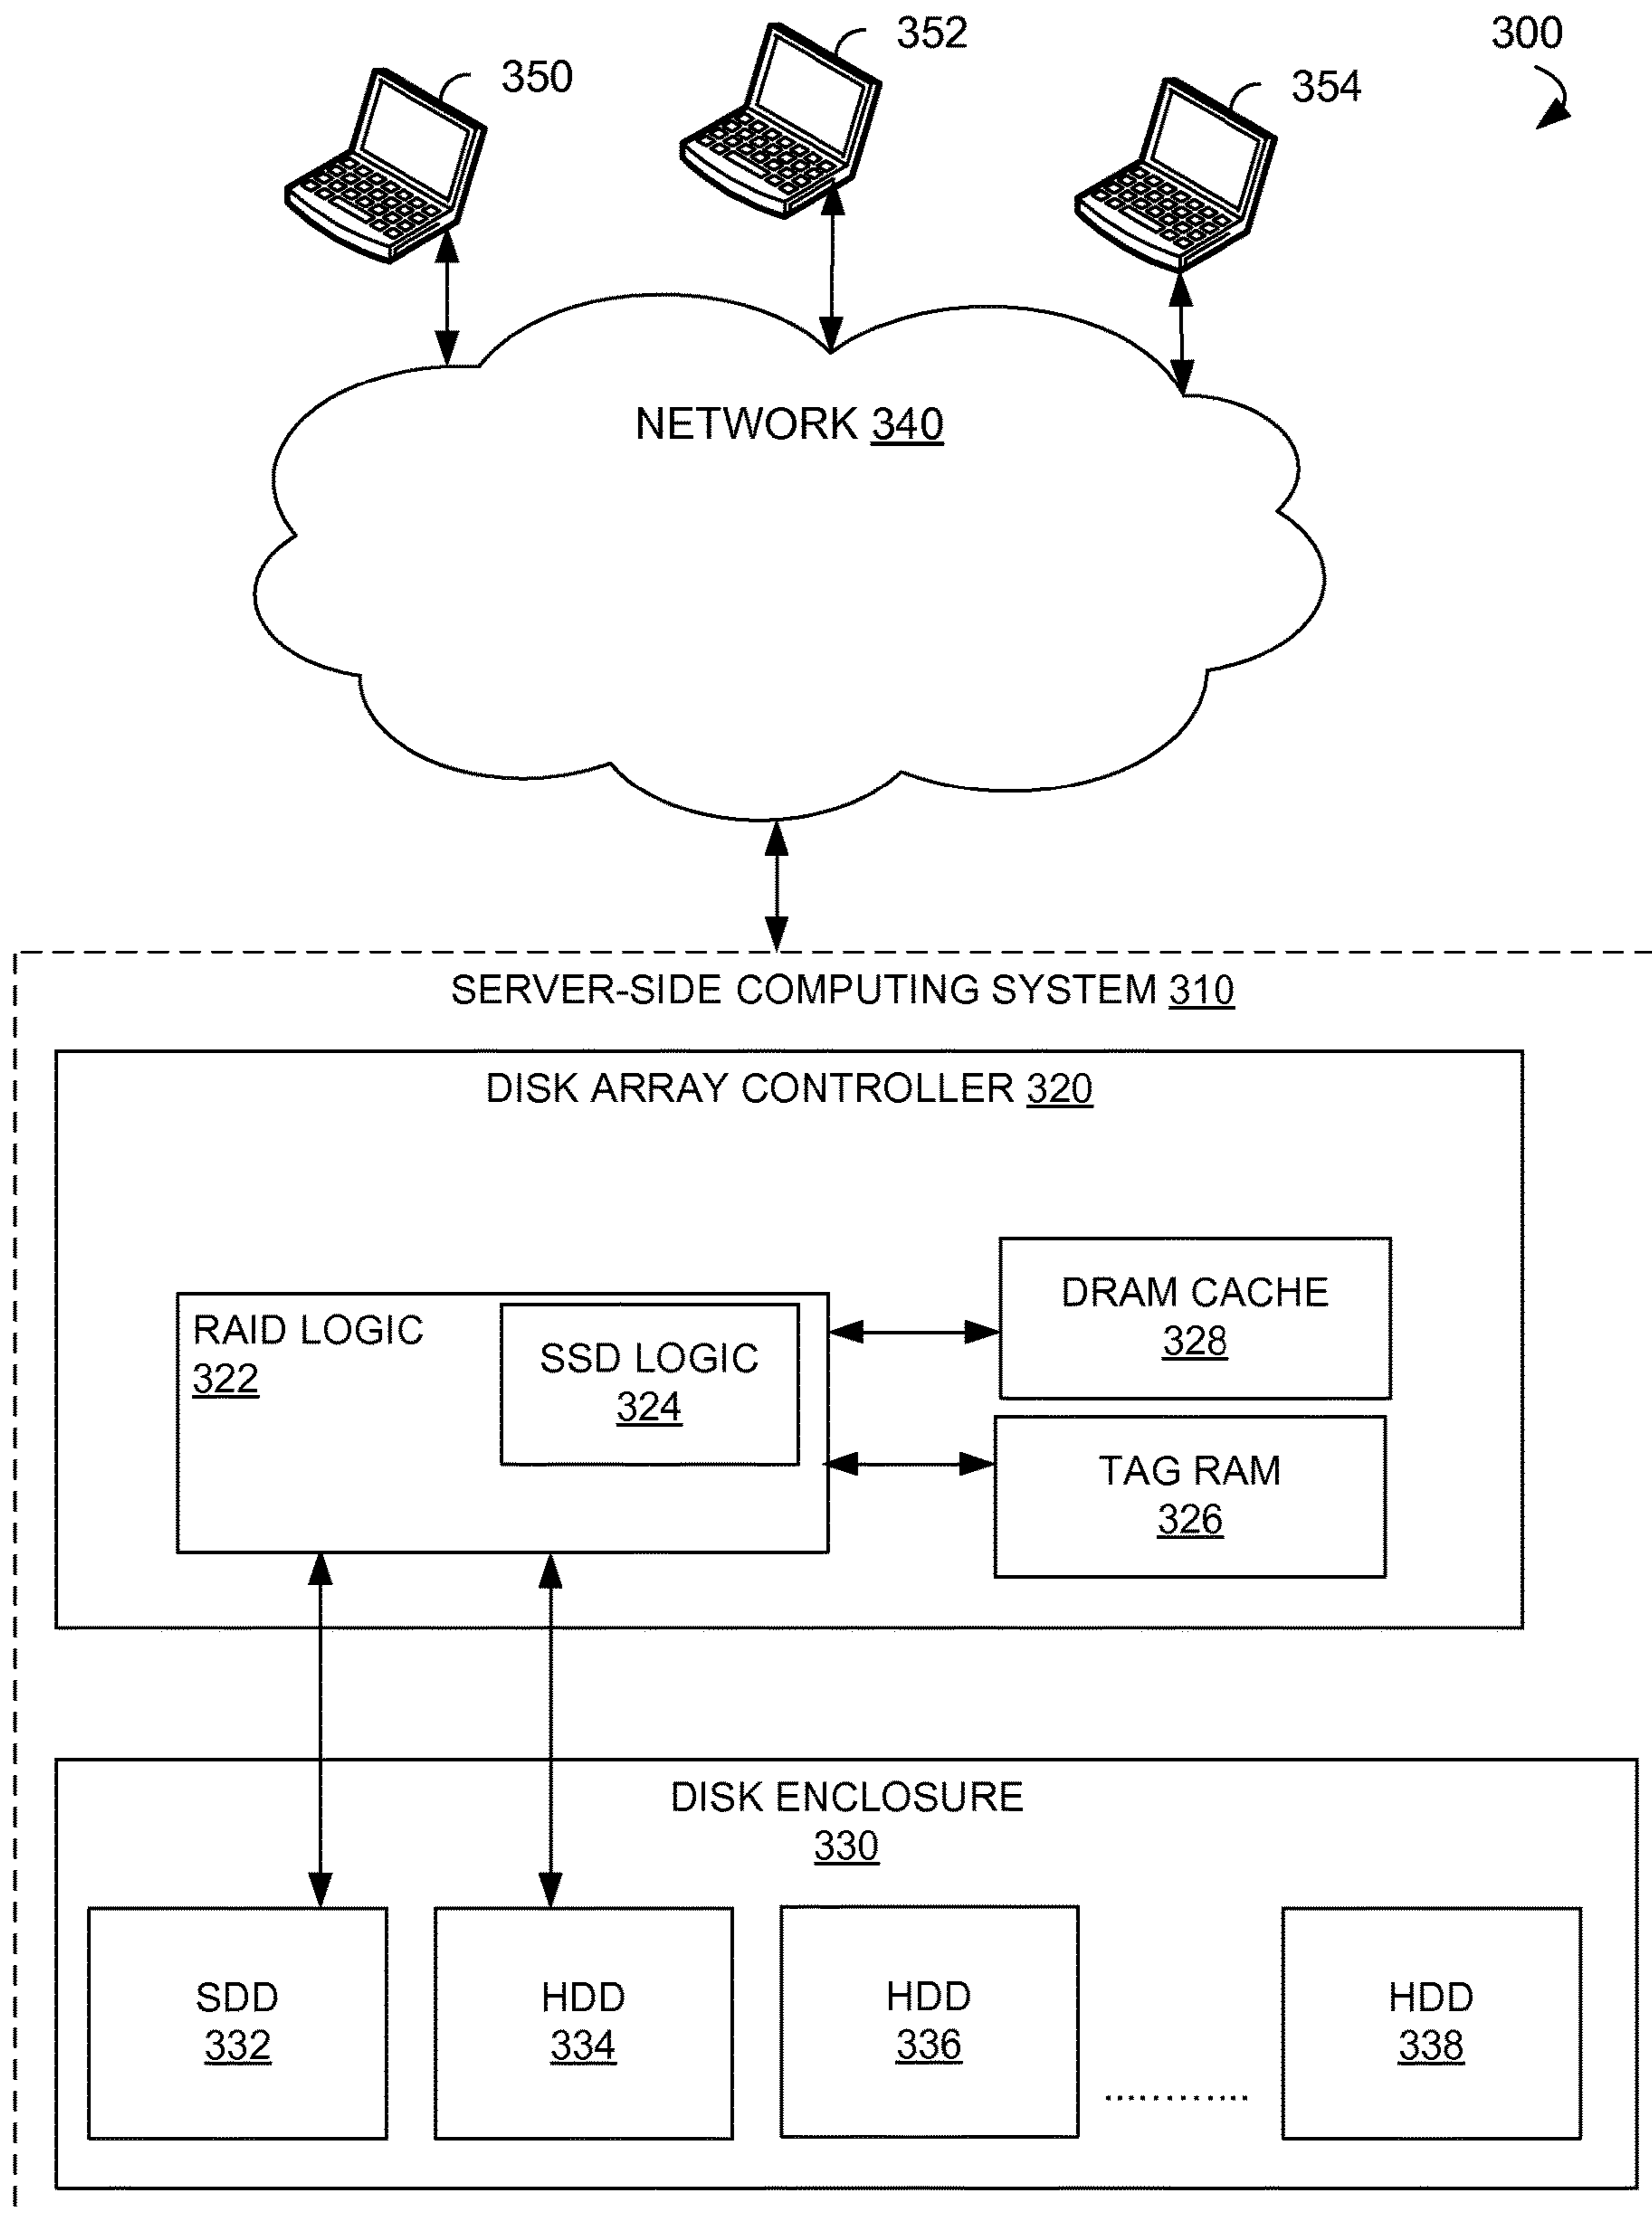 352
300
350
354
NETWORK 340
SERVER-SIDE COMPUTING SYSTEM 310
DISK ARRAY CONTROLLER 320
RAID LOGIC
322
SSD LOGIC
324
DRAM CACHE
328
TAG RAM
326
DISK ENCLOSURE
330
SDD
332
HDD
334
HDD
336
HDD
338